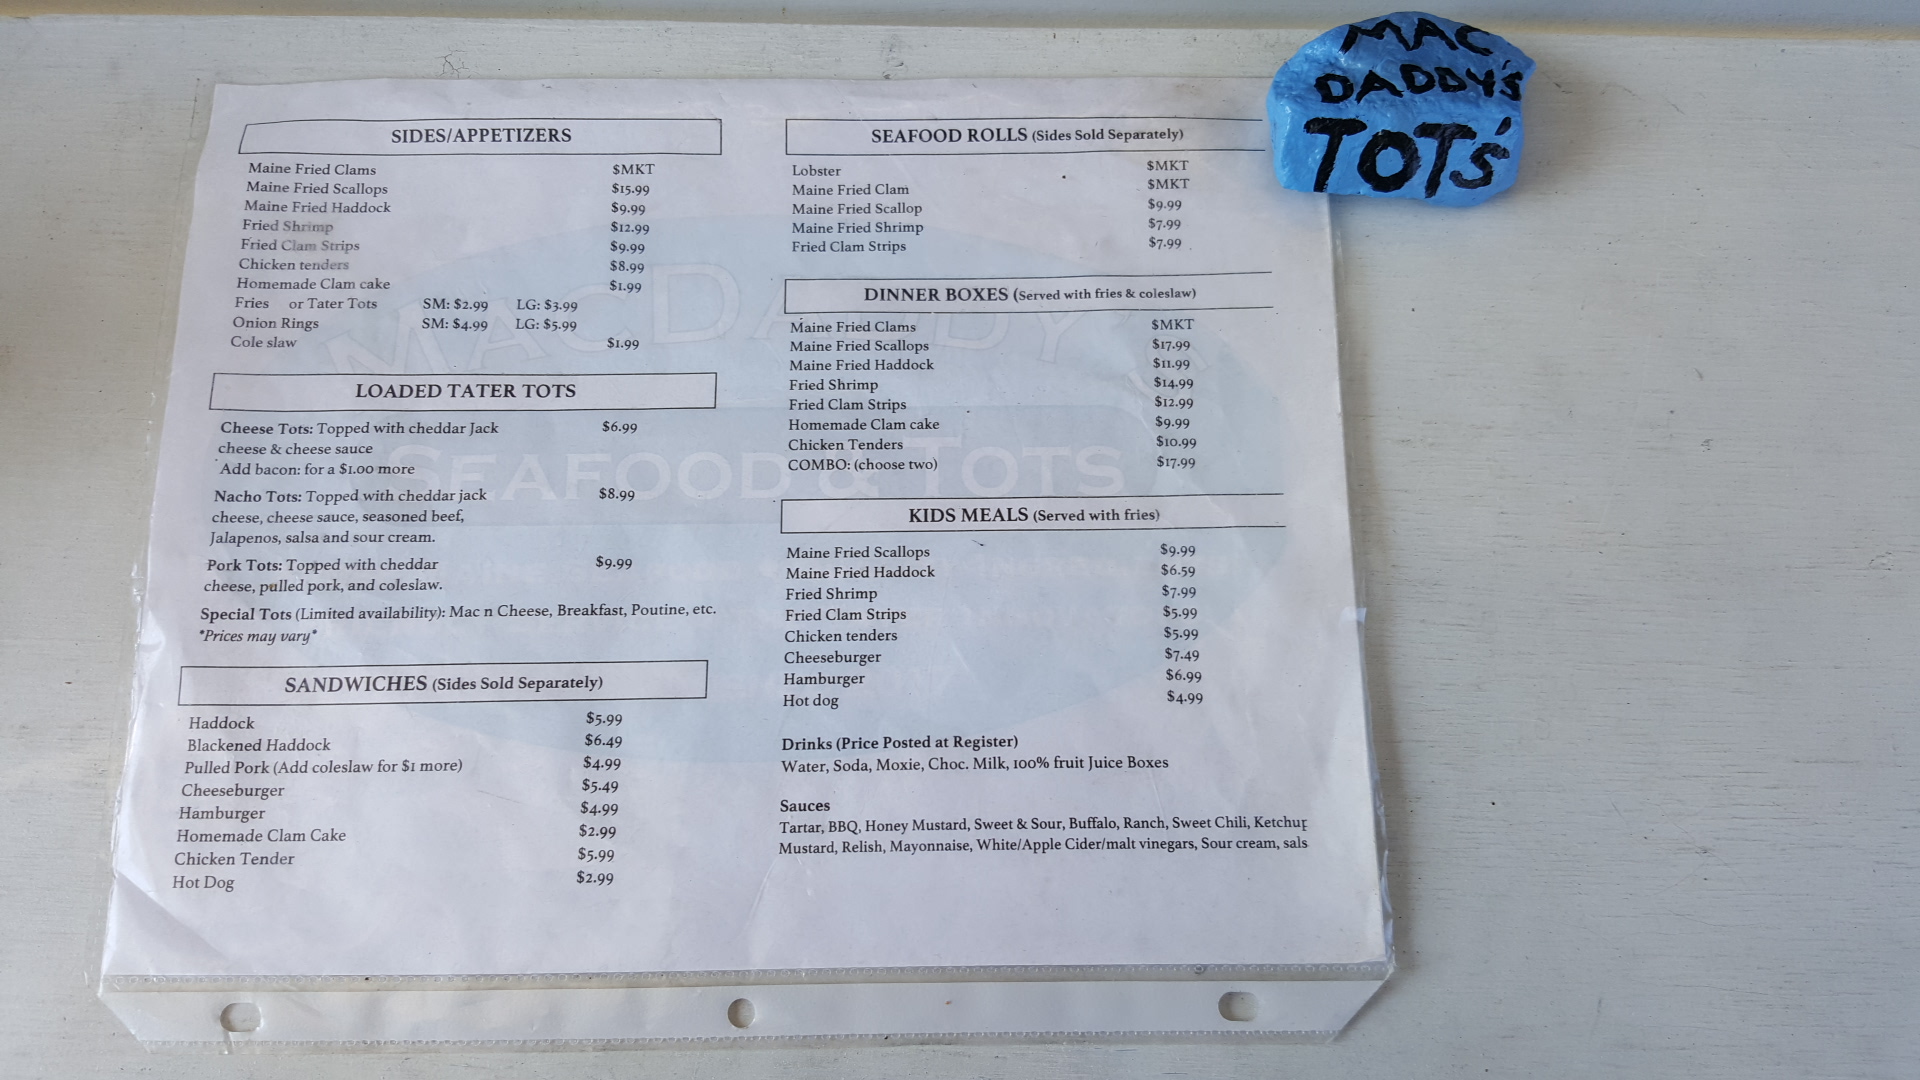 MAC
DADDY'S
TOT'S
SIDES/APPETIZERS
Maine Fried Clams $MKT
Maine Fried Scallops $15.99
Maine Fried Haddock $9.99
Fried Shrimp $12.99
Fried Clam Strips $9.99
Chicken tenders $8.99
Homemade Clam cake $1.99
Fries or Tater Tots SM: $2.99 LG: $3.99
Onion Rings SM: $4.99 LG: $5.99
Cole slaw $1.99
LOADED TATER TOTS
Cheese Tots: Topped with cheddar Jack $6.99
cheese & cheese sauce
Add bacon: for a $1.00 more
Nacho Tots: Topped with cheddar jack $8.99
cheese, cheese sauce, seasoned beef,
Jalapenos, salsa and sour cream.
Pork Tots: Topped with cheddar $9.99
cheese, pulled pork, and coleslaw.
Special Tots (Limited availability): Mac n Cheese, Breakfast, Poutine, etc.
*Prices may vary*
SANDWICHES (Sides Sold Separately)
Haddock $5.99
Blackened Haddock $6.49
Pulled Pork (Add coleslaw for $1 more) $4.99
Cheeseburger $5.49
Hamburger $4.99
Homemade Clam Cake $2.99
Chicken Tender $5.99
Hot Dog $2.99
SEAFOOD ROLLS (Sides Sold Separately)
Lobster $MKT
Maine Fried Clam $MKT
Maine Fried Scallop $9.99
Maine Fried Shrimp $7.99
Fried Clam Strips $7.99
DINNER BOXES (Served with fries & coleslaw)
Maine Fried Clams $MKT
Maine Fried Scallops $17.99
Maine Fried Haddock $11.99
Fried Shrimp $14.99
Fried Clam Strips $12.99
Homemade Clam cake $9.99
Chicken Tenders $10.99
COMBO: (choose two) $17.99
KIDS MEALS (Served with fries)
Maine Fried Scallops $9.99
Maine Fried Haddock $6.59
Fried Shrimp $7.99
Fried Clam Strips $5.99
Chicken tenders $5.99
Cheeseburger $7.49
Hamburger $6.99
Hot dog $4.99
Drinks (Price Posted at Register)
Water, Soda, Moxie, Choc. Milk, 100% fruit Juice Boxes
Sauces
Tartar, BBQ, Honey Mustard, Sweet & Sour, Buffalo, Ranch, Sweet Chili, Ketchup
Mustard, Relish, Mayonnaise, White/Apple Cider/malt vinegars, Sour cream, sals
MACDADDY'S
SEAFOOD & TOTS